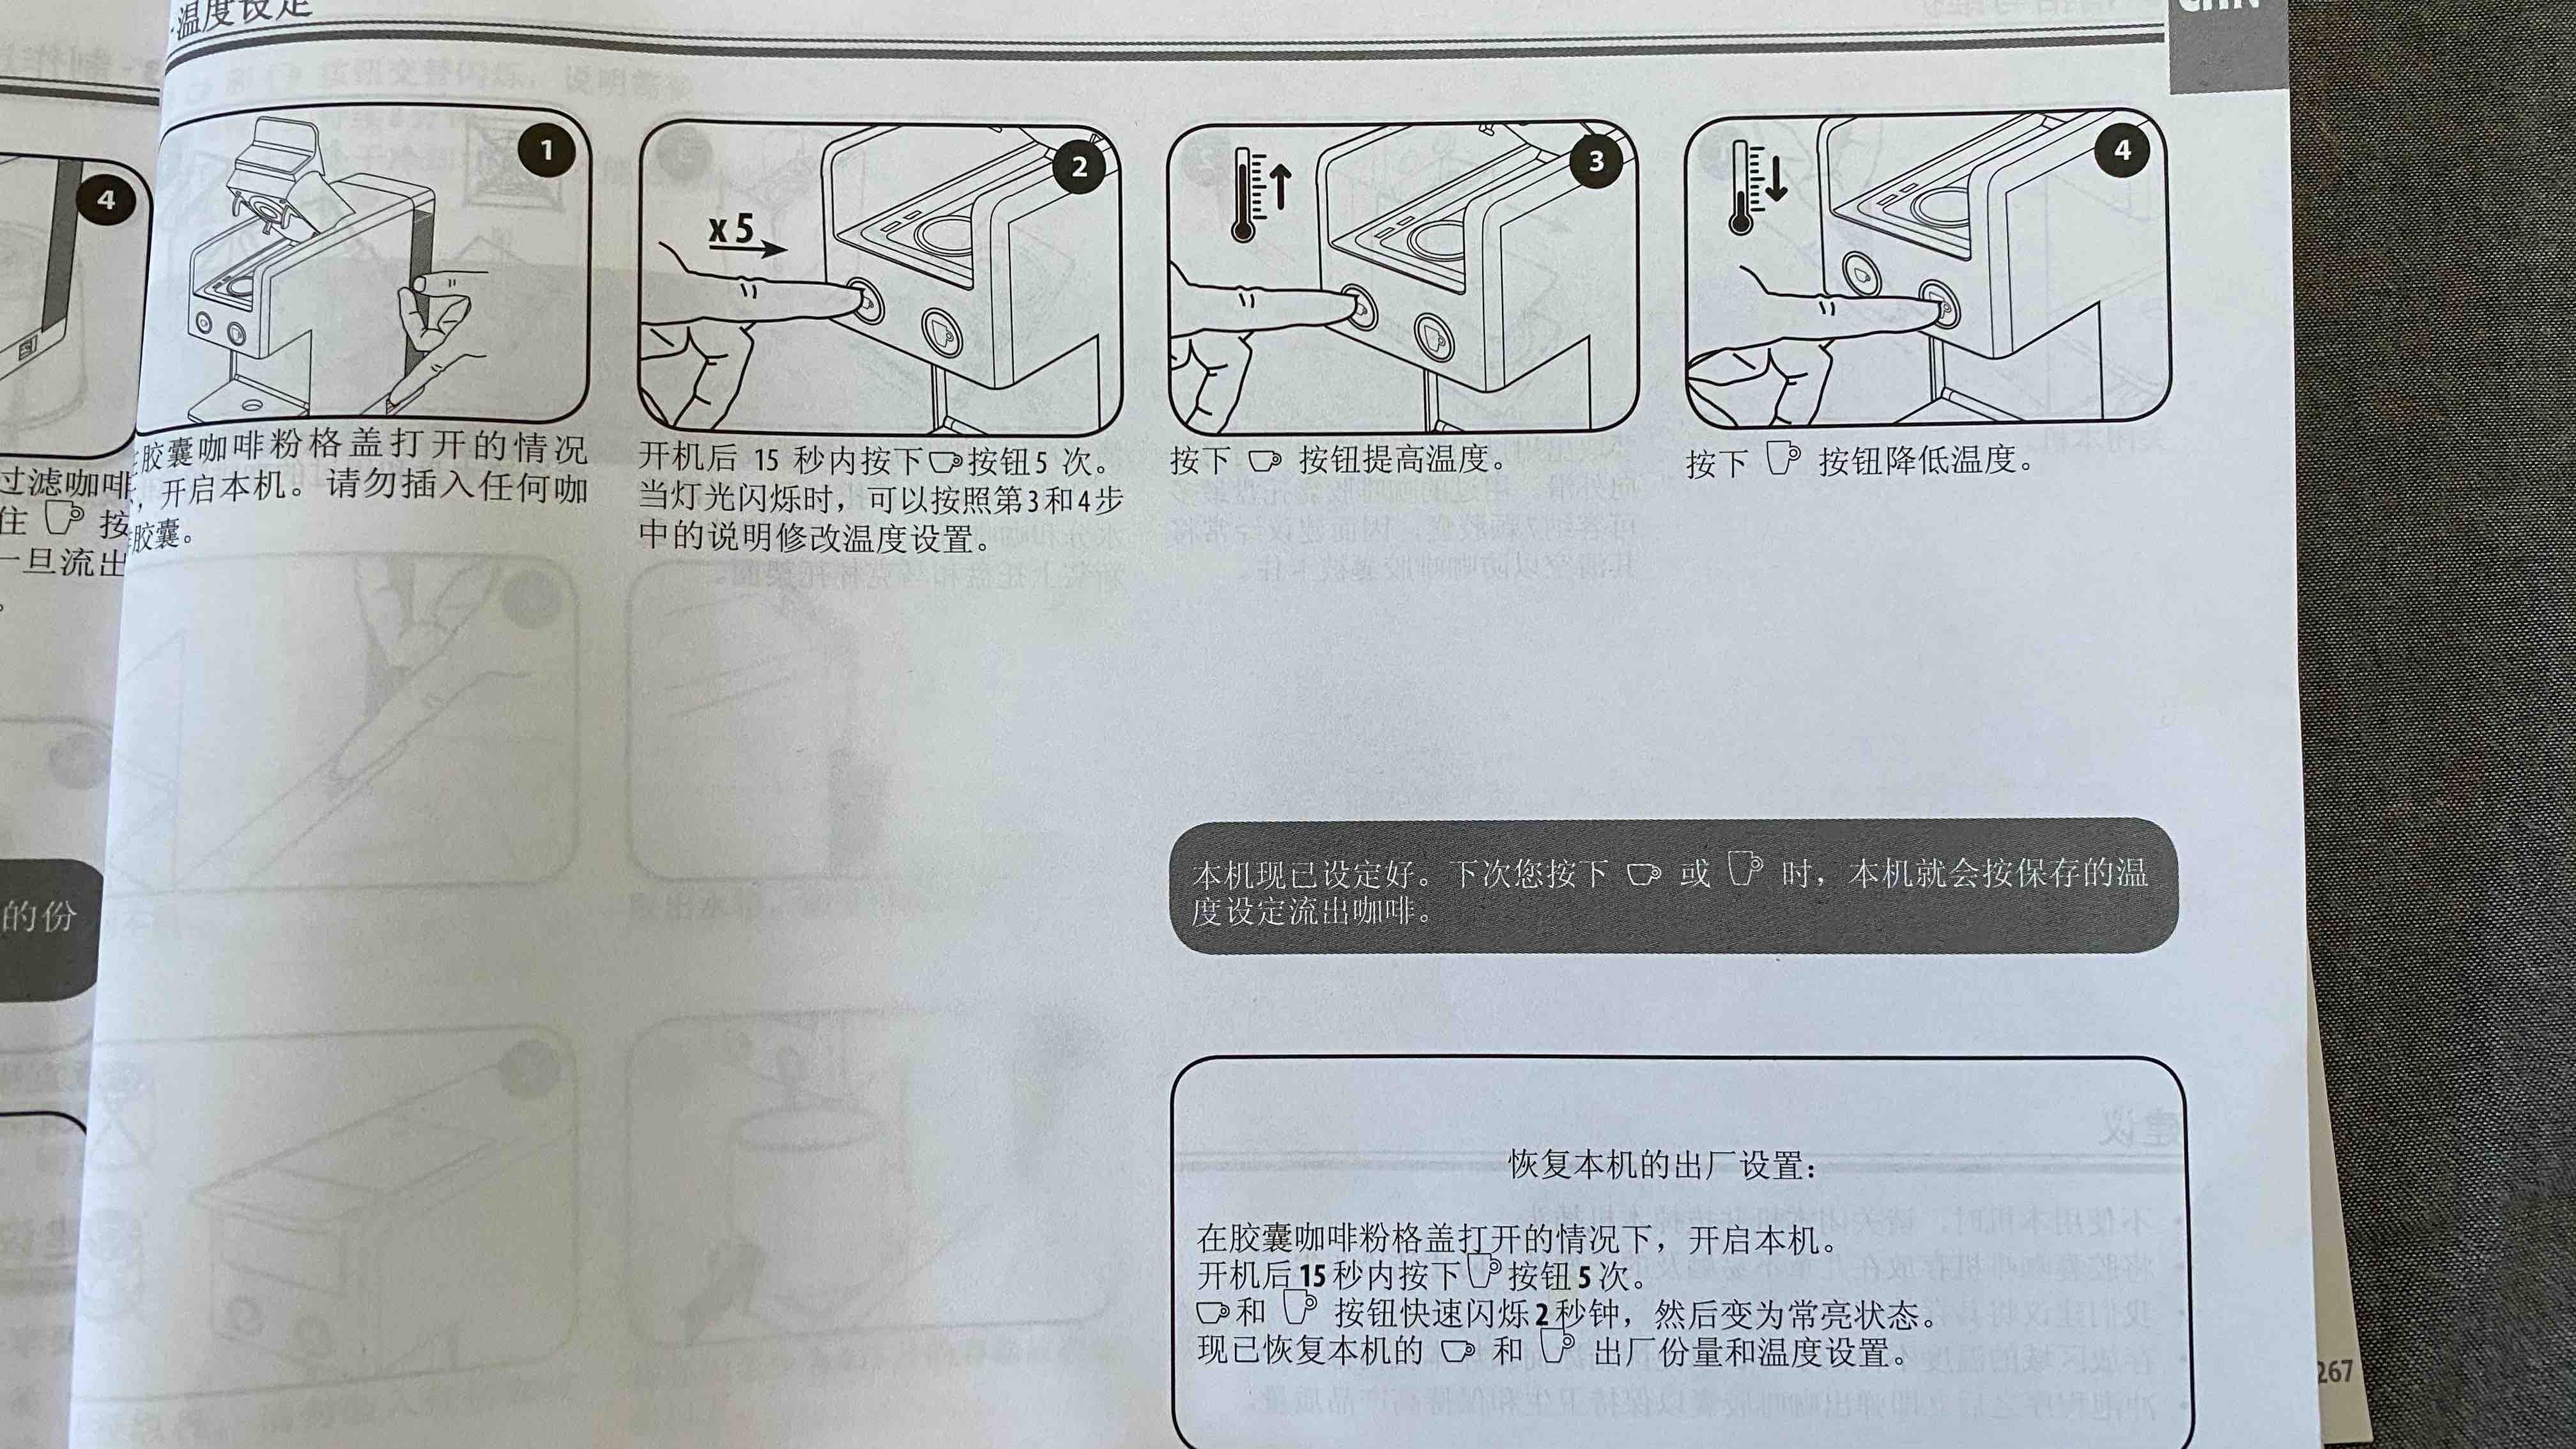 温度设定
CHN
4
过滤咖啡
住 按
一旦流出
。
的份
1
胶囊咖啡粉格盖打开的情况
，开启本机。请勿插入任何咖
胶囊。
2
x 5
开机后 15 秒内按下按钮 5 次。
当灯光闪烁时，可以按照第 3 和 4 步
中的说明修改温度设置。
3
按下 按钮提高温度。
4
按下 按钮降低温度。
本机现已设定好。下次您按下 或 时，本机就会按保存的温
度设定流出咖啡。
恢复本机的出厂设置：
在胶囊咖啡粉格盖打开的情况下，开启本机。
开机后 15 秒内按下按钮 5 次。
和 按钮快速闪烁 2 秒钟，然后变为常亮状态。
现已恢复本机的 和 出厂份量和温度设置。
267